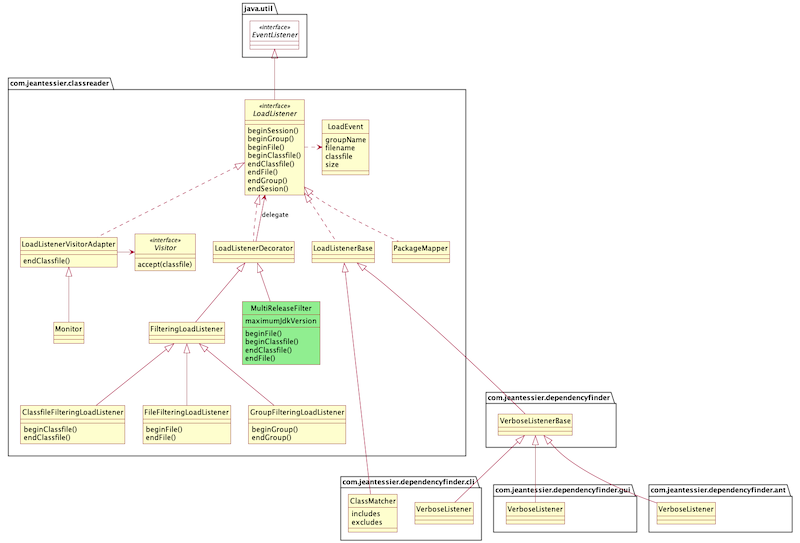 java.util
«interface»
EventListener
com.jeantessier.classreader
«interface»
LoadListener
beginSession()
beginGroup()
beginFile()
beginClassfile()
endClassfile()
endFile()
endGroup()
endSesion()
LoadEvent
groupName
filename
classfile
size
delegate
LoadListenerVisitorAdapter
endClassfile()
«interface»
Visitor
accept(classfile)
LoadListenerDecorator
LoadListenerBase
PackageMapper
Monitor
FilteringLoadListener
MultiReleaseFilter
maximumJdkVersion
beginFile()
beginClassfile()
endClassfile()
endFile()
ClassfileFilteringLoadListener
beginClassfile()
endClassfile()
FileFilteringLoadListener
beginFile()
endFile()
GroupFilteringLoadListener
beginGroup()
endGroup()
com.jeantessier.dependencyfinder
VerboseListenerBase
com.jeantessier.dependencyfinder.cli
ClassMatcher
includes
excludes
VerboseListener
com.jeantessier.dependencyfinder.gui
VerboseListener
com.jeantessier.dependencyfinder.ant
VerboseListener